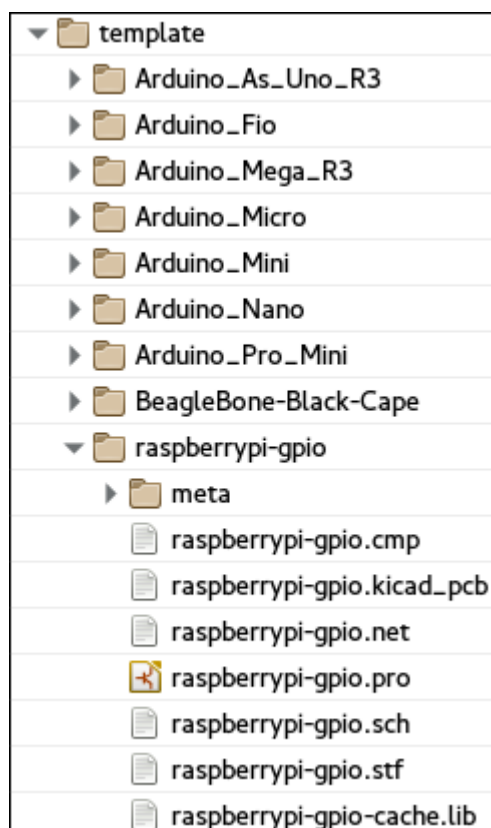 template
Arduino_As_Uno_R3
Arduino_Fio
Arduino_Mega_R3
Arduino_Micro
Arduino_Mini
Arduino_Nano
Arduino_Pro_Mini
BeagleBone-Black-Cape
raspberrypi-gpio
meta
raspberrypi-gpio.cmp
raspberrypi-gpio.kicad_pcb
raspberrypi-gpio.net
raspberrypi-gpio.pro
raspberrypi-gpio.sch
raspberrypi-gpio.stf
raspberrypi-gpio-cache.lib